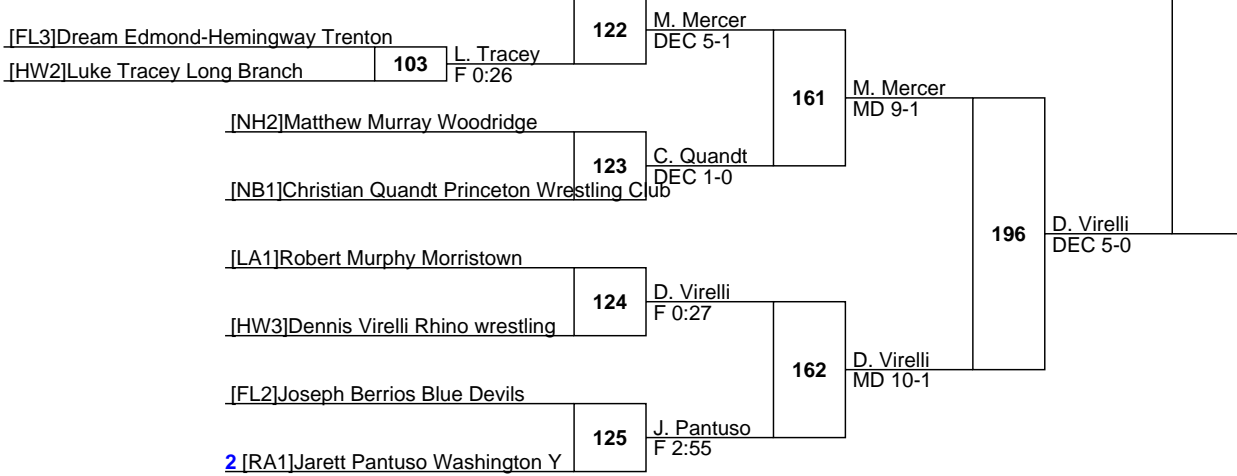 122
M. Mercer
DEC 5-1
[FL3]Dream Edmond-Hemingway Trenton
103
L. Tracey
F 0:26
[HW2]Luke Tracey Long Branch
161
M. Mercer
MD 9-1
[NH2]Matthew Murray Woodridge
123
C. Quandt
DEC 1-0
[NB1]Christian Quandt Princeton Wrestling Club
196
D. Virelli
DEC 5-0
[LA1]Robert Murphy Morristown
124
D. Virelli
F 0:27
[HW3]Dennis Virelli Rhino wrestling
162
D. Virelli
MD 10-1
[FL2]Joseph Berrios Blue Devils
125
J. Pantuso
F 2:55
2 [RA1]Jarett Pantuso Washington Y